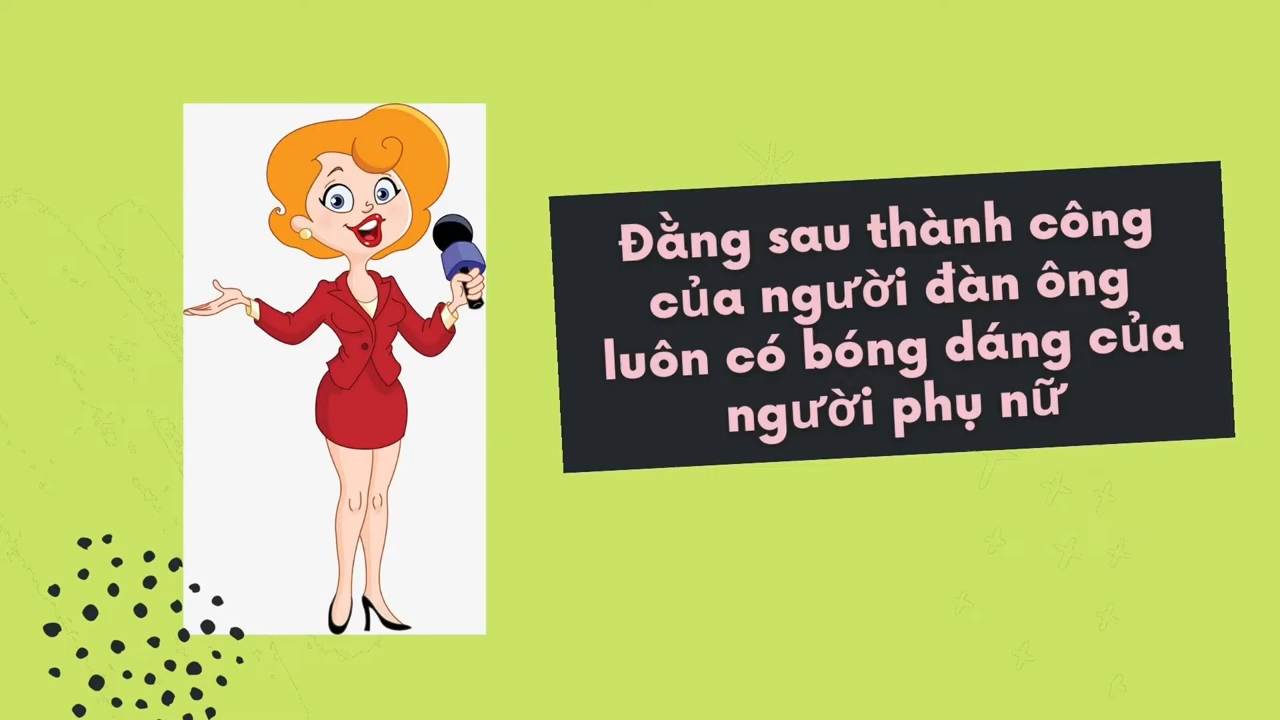 Đằng sau thành công
của người đàn ông
luôn có bóng dáng của
người phụ nữ